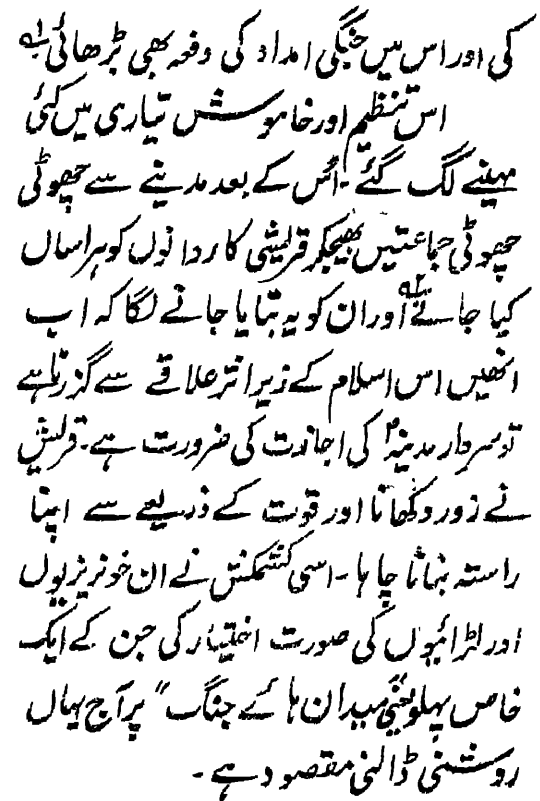 کی اور اس میں جنگی امداد کی دفعہ بھی بڑھائی
اس تنظیم اور خاموش تیاری میں کئی
مہینے لگ گئے۔ اُس کے بعد مدینے سے چھوٹی
چھوٹی جماعتیں بھیجکر قریشی کاروانوں کو ہراساں
کیا جانے اور ان کو یہ بتایا جانے لگا کہ اب
انھیں اس اسلام کے زیر اثر علاقے سے گزرنا ہے
تو سردار مدینہؐ کی اجازت کی ضرورت ہے۔ قریش
نے زور دکھانا اور قوت کے ذریعے سے اپنا
راستہ بنانا چاہا۔ اسی کشمکش نے ان خونریزیوں
اور لڑائیوں کی صورت اختیار کی جن کے ایک
خاص پہلو یعنی "میدان ہائے جنگ" پر آج یہاں
روشنی ڈالنی مقصود ہے۔